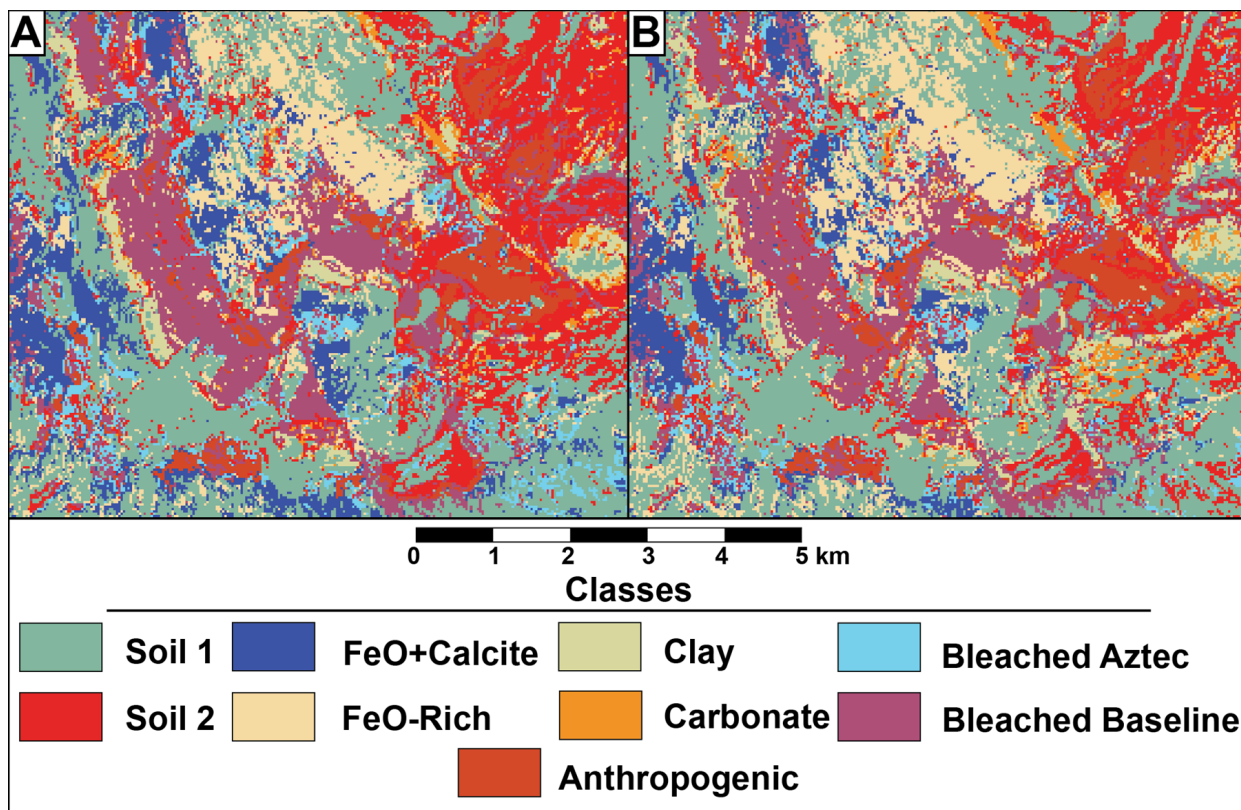 A B
0 1 2 3 4 5 km
Classes
Soil 1 FeO+Calcite Clay Bleached Aztec
Soil 2 FeO-Rich Carbonate Bleached Baseline
Anthropogenic